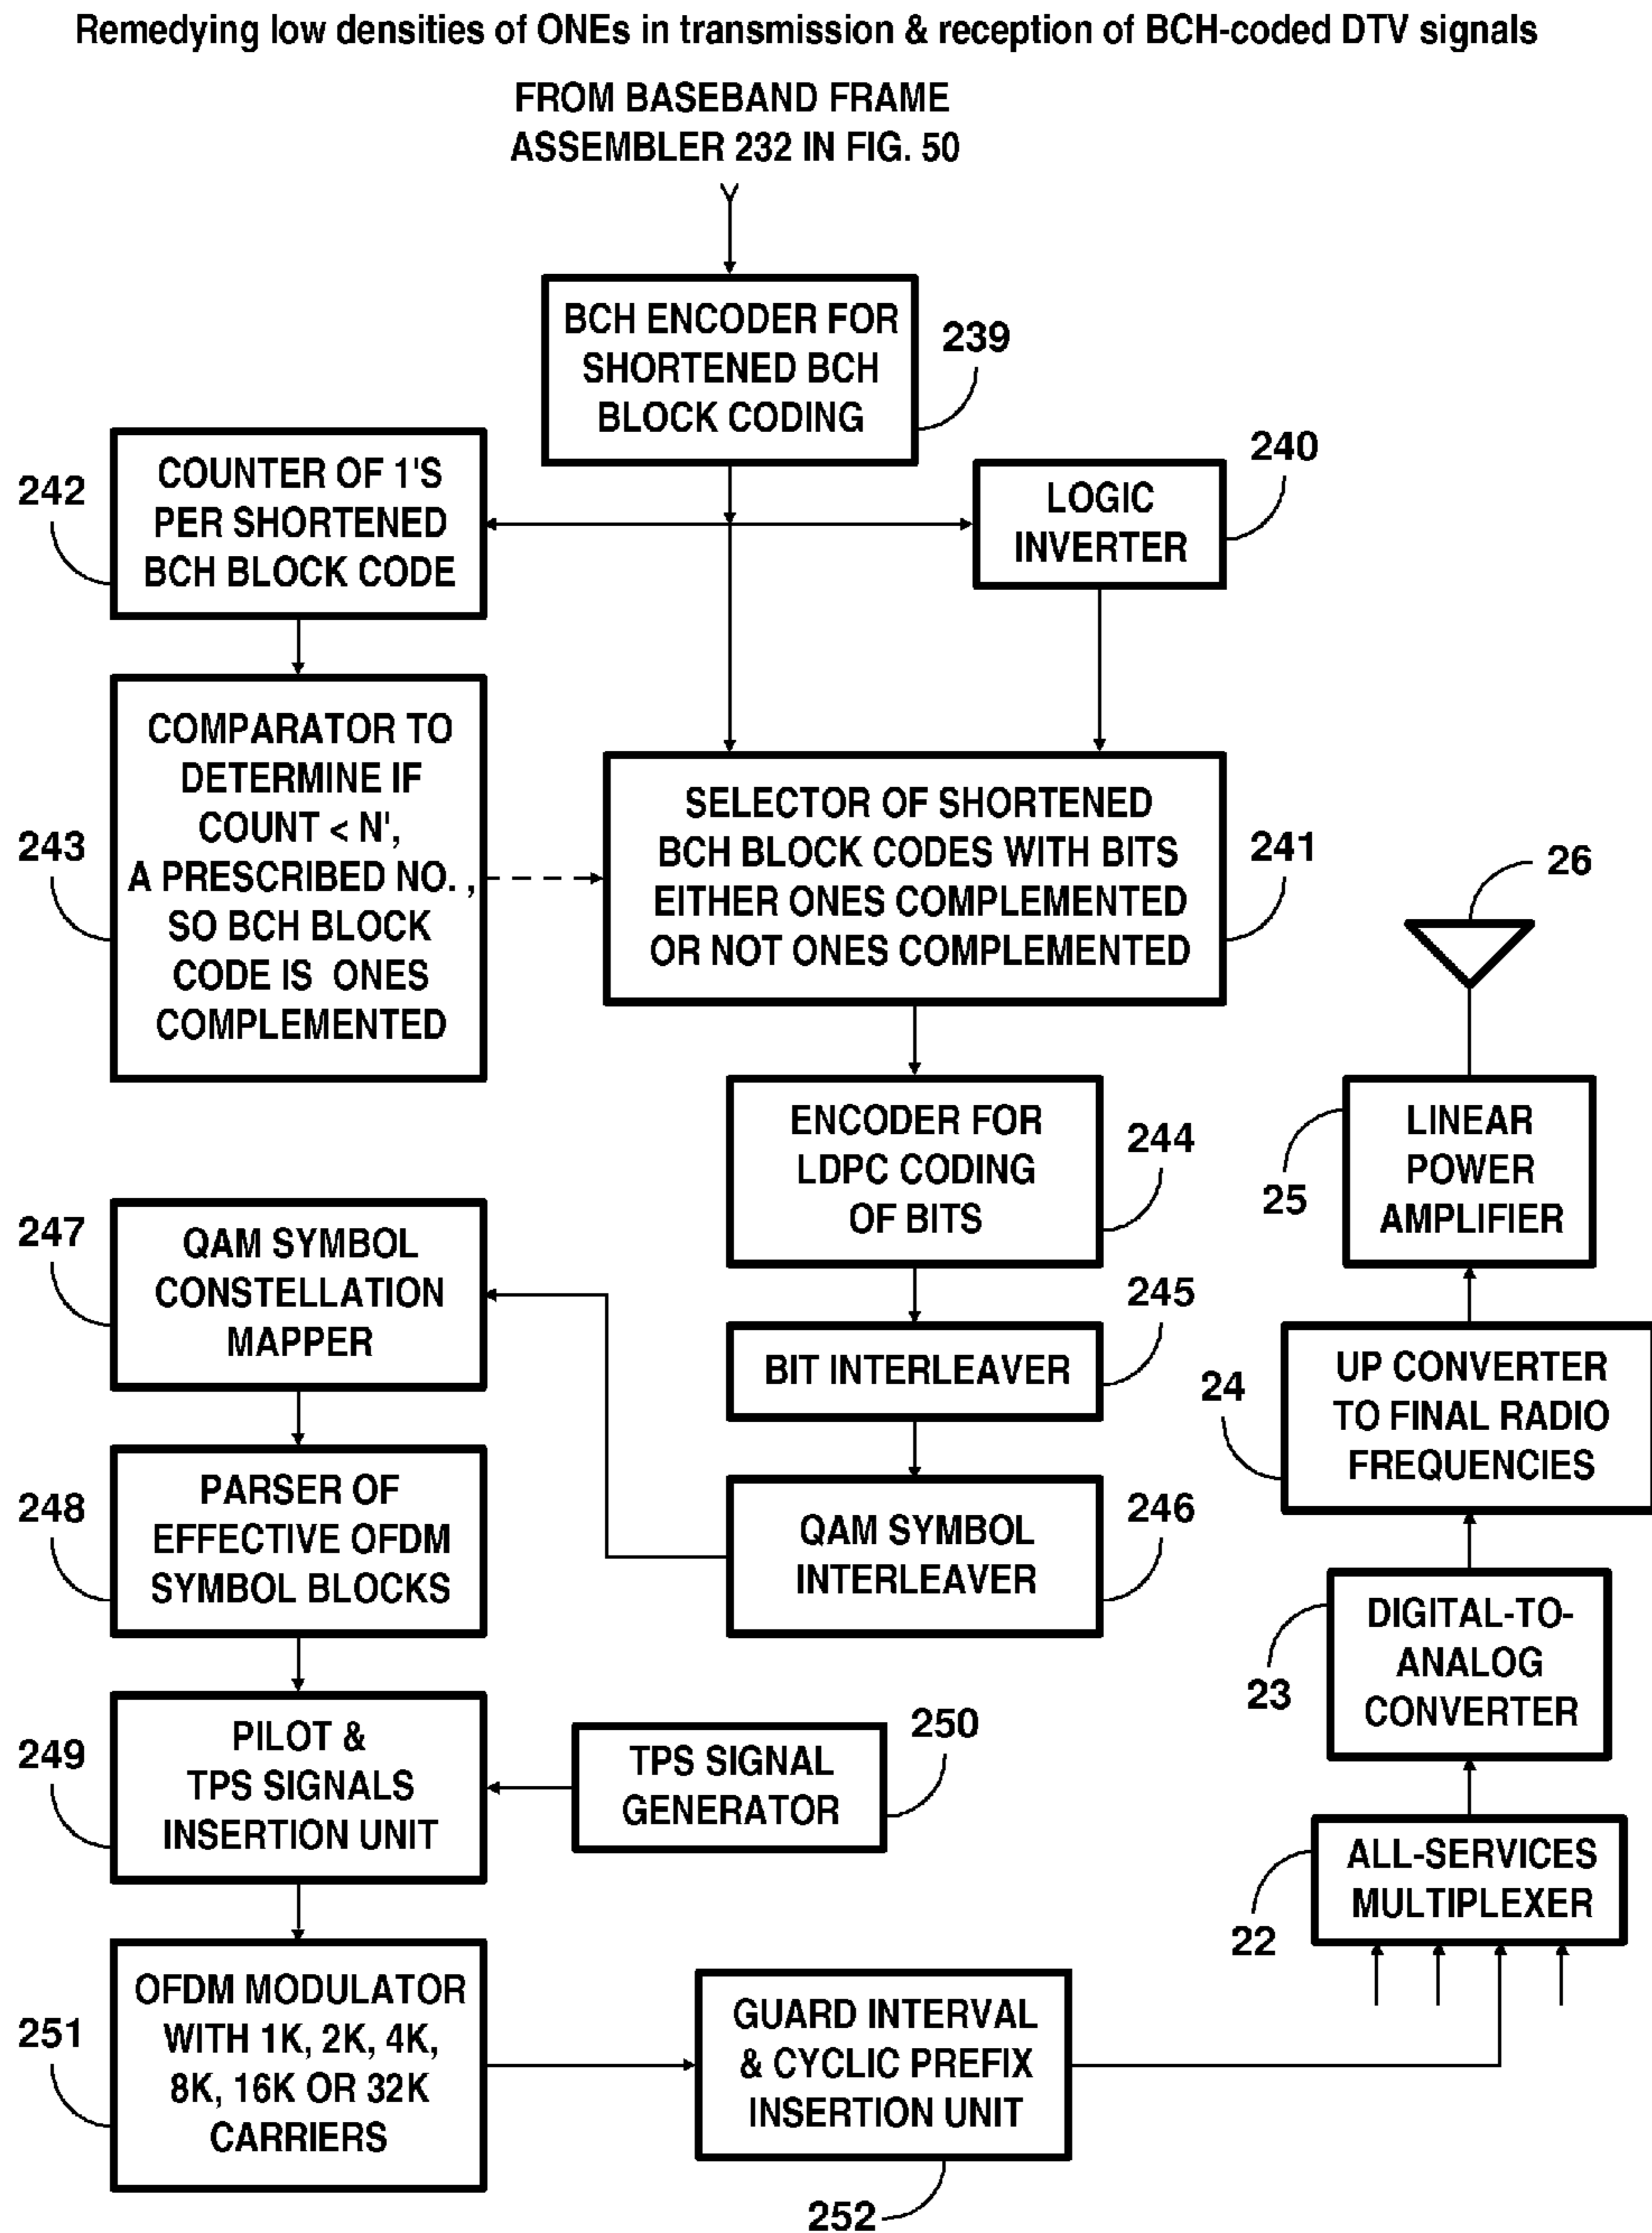 Remedying low densities of ONEs in transmission & reception of BCH-coded DTV signals
FROM BASEBAND FRAME
ASSEMBLER 232 IN FIG. 50
BCH ENCODER FOR
SHORTENED BCH
BLOCK CODING
239
COUNTER OF 1'S
PER SHORTENED
BCH BLOCK CODE
242
LOGIC
INVERTER
240
COMPARATOR TO
DETERMINE IF
COUNT < N',
A PRESCRIBED NO. ,
SO BCH BLOCK
CODE IS ONES
COMPLEMENTED
243
SELECTOR OF SHORTENED
BCH BLOCK CODES WITH BITS
EITHER ONES COMPLEMENTED
OR NOT ONES COMPLEMENTED
241
26
ENCODER FOR
LDPC CODING
OF BITS
244
LINEAR
POWER
AMPLIFIER
25
247
QAM SYMBOL
CONSTELLATION
MAPPER
BIT INTERLEAVER
245
UP CONVERTER
TO FINAL RADIO
FREQUENCIES
24
248
PARSER OF
EFFECTIVE OFDM
SYMBOL BLOCKS
QAM SYMBOL
INTERLEAVER
246
DIGITAL-TO-
ANALOG
CONVERTER
23
249
PILOT &
TPS SIGNALS
INSERTION UNIT
TPS SIGNAL
GENERATOR
250
ALL-SERVICES
MULTIPLEXER
22
251
OFDM MODULATOR
WITH 1K, 2K, 4K,
8K, 16K OR 32K
CARRIERS
GUARD INTERVAL
& CYCLIC PREFIX
INSERTION UNIT
252